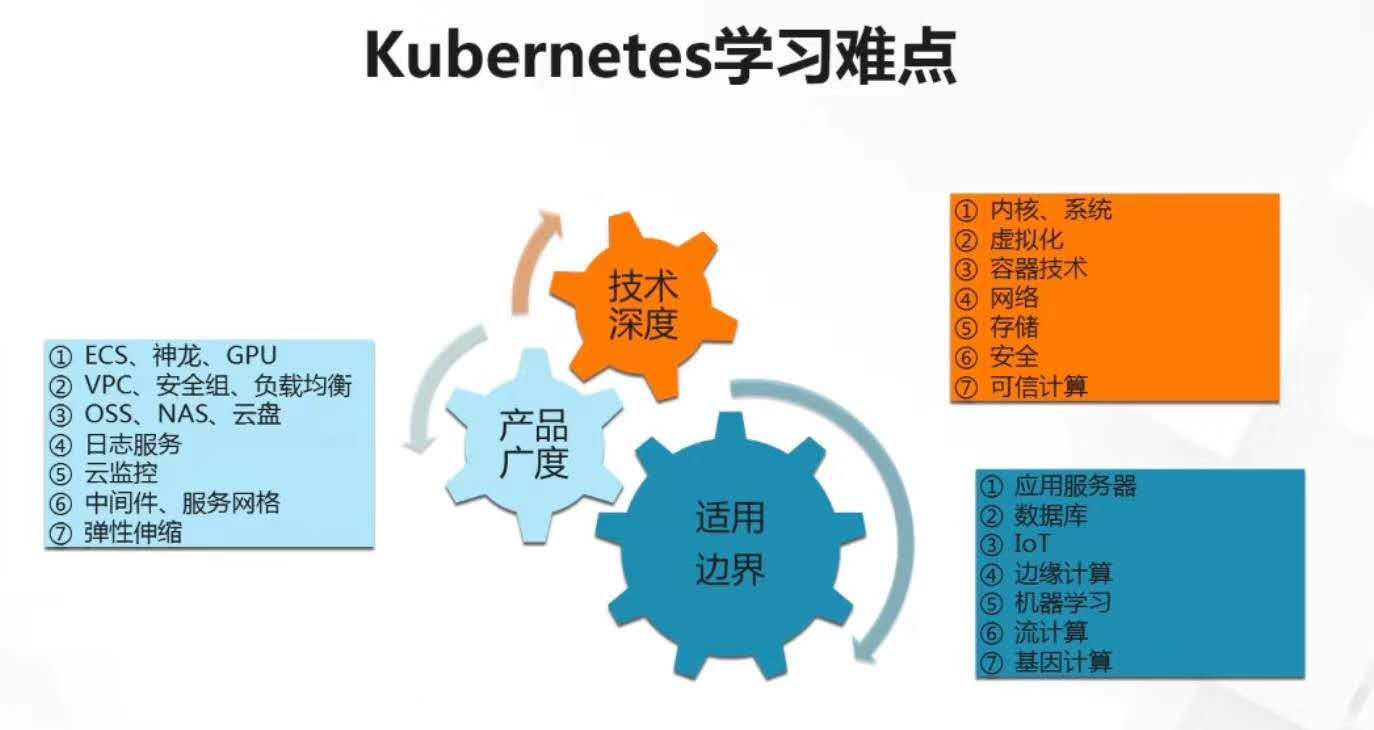 Kubernetes学习难点
技术
深度
① 内核、系统
② 虚拟化
③ 容器技术
④ 网络
⑤ 存储
⑥ 安全
⑦ 可信计算
① ECS、神龙、GPU
② VPC、安全组、负载均衡
③ OSS、NAS、云盘
④ 日志服务
⑤ 云监控
⑥ 中间件、服务网格
⑦ 弹性伸缩
产品
广度
适用
边界
① 应用服务器
② 数据库
③ IoT
④ 边缘计算
⑤ 机器学习
⑥ 流计算
⑦ 基因计算